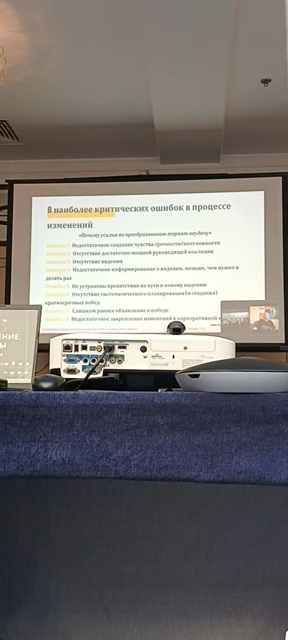 8 наиболее критических ошибок в процессе
изменений
«Почему усилия по преобразованию терпят неудачу»
Ошибка 1 Недостаточное создание чувства срочности/неотложности
Ошибка 2 Отсутствие достаточно мощной руководящей коалиции
Ошибка 3 Отсутствие видения
Ошибка 4 Недостаточное информирование о видении, меньше, чем нужно в
десять раз
Ошибка 5 Не устранены препятствия на пути к новому видению
Ошибка 6 Отсутствие систематического планирования (и создания)
краткосрочных побед
Ошибка 7 Слишком раннее объявление о победе
Ошибка 8 Недостаточное закрепление изменений в корпоративной
ЕНИЕ